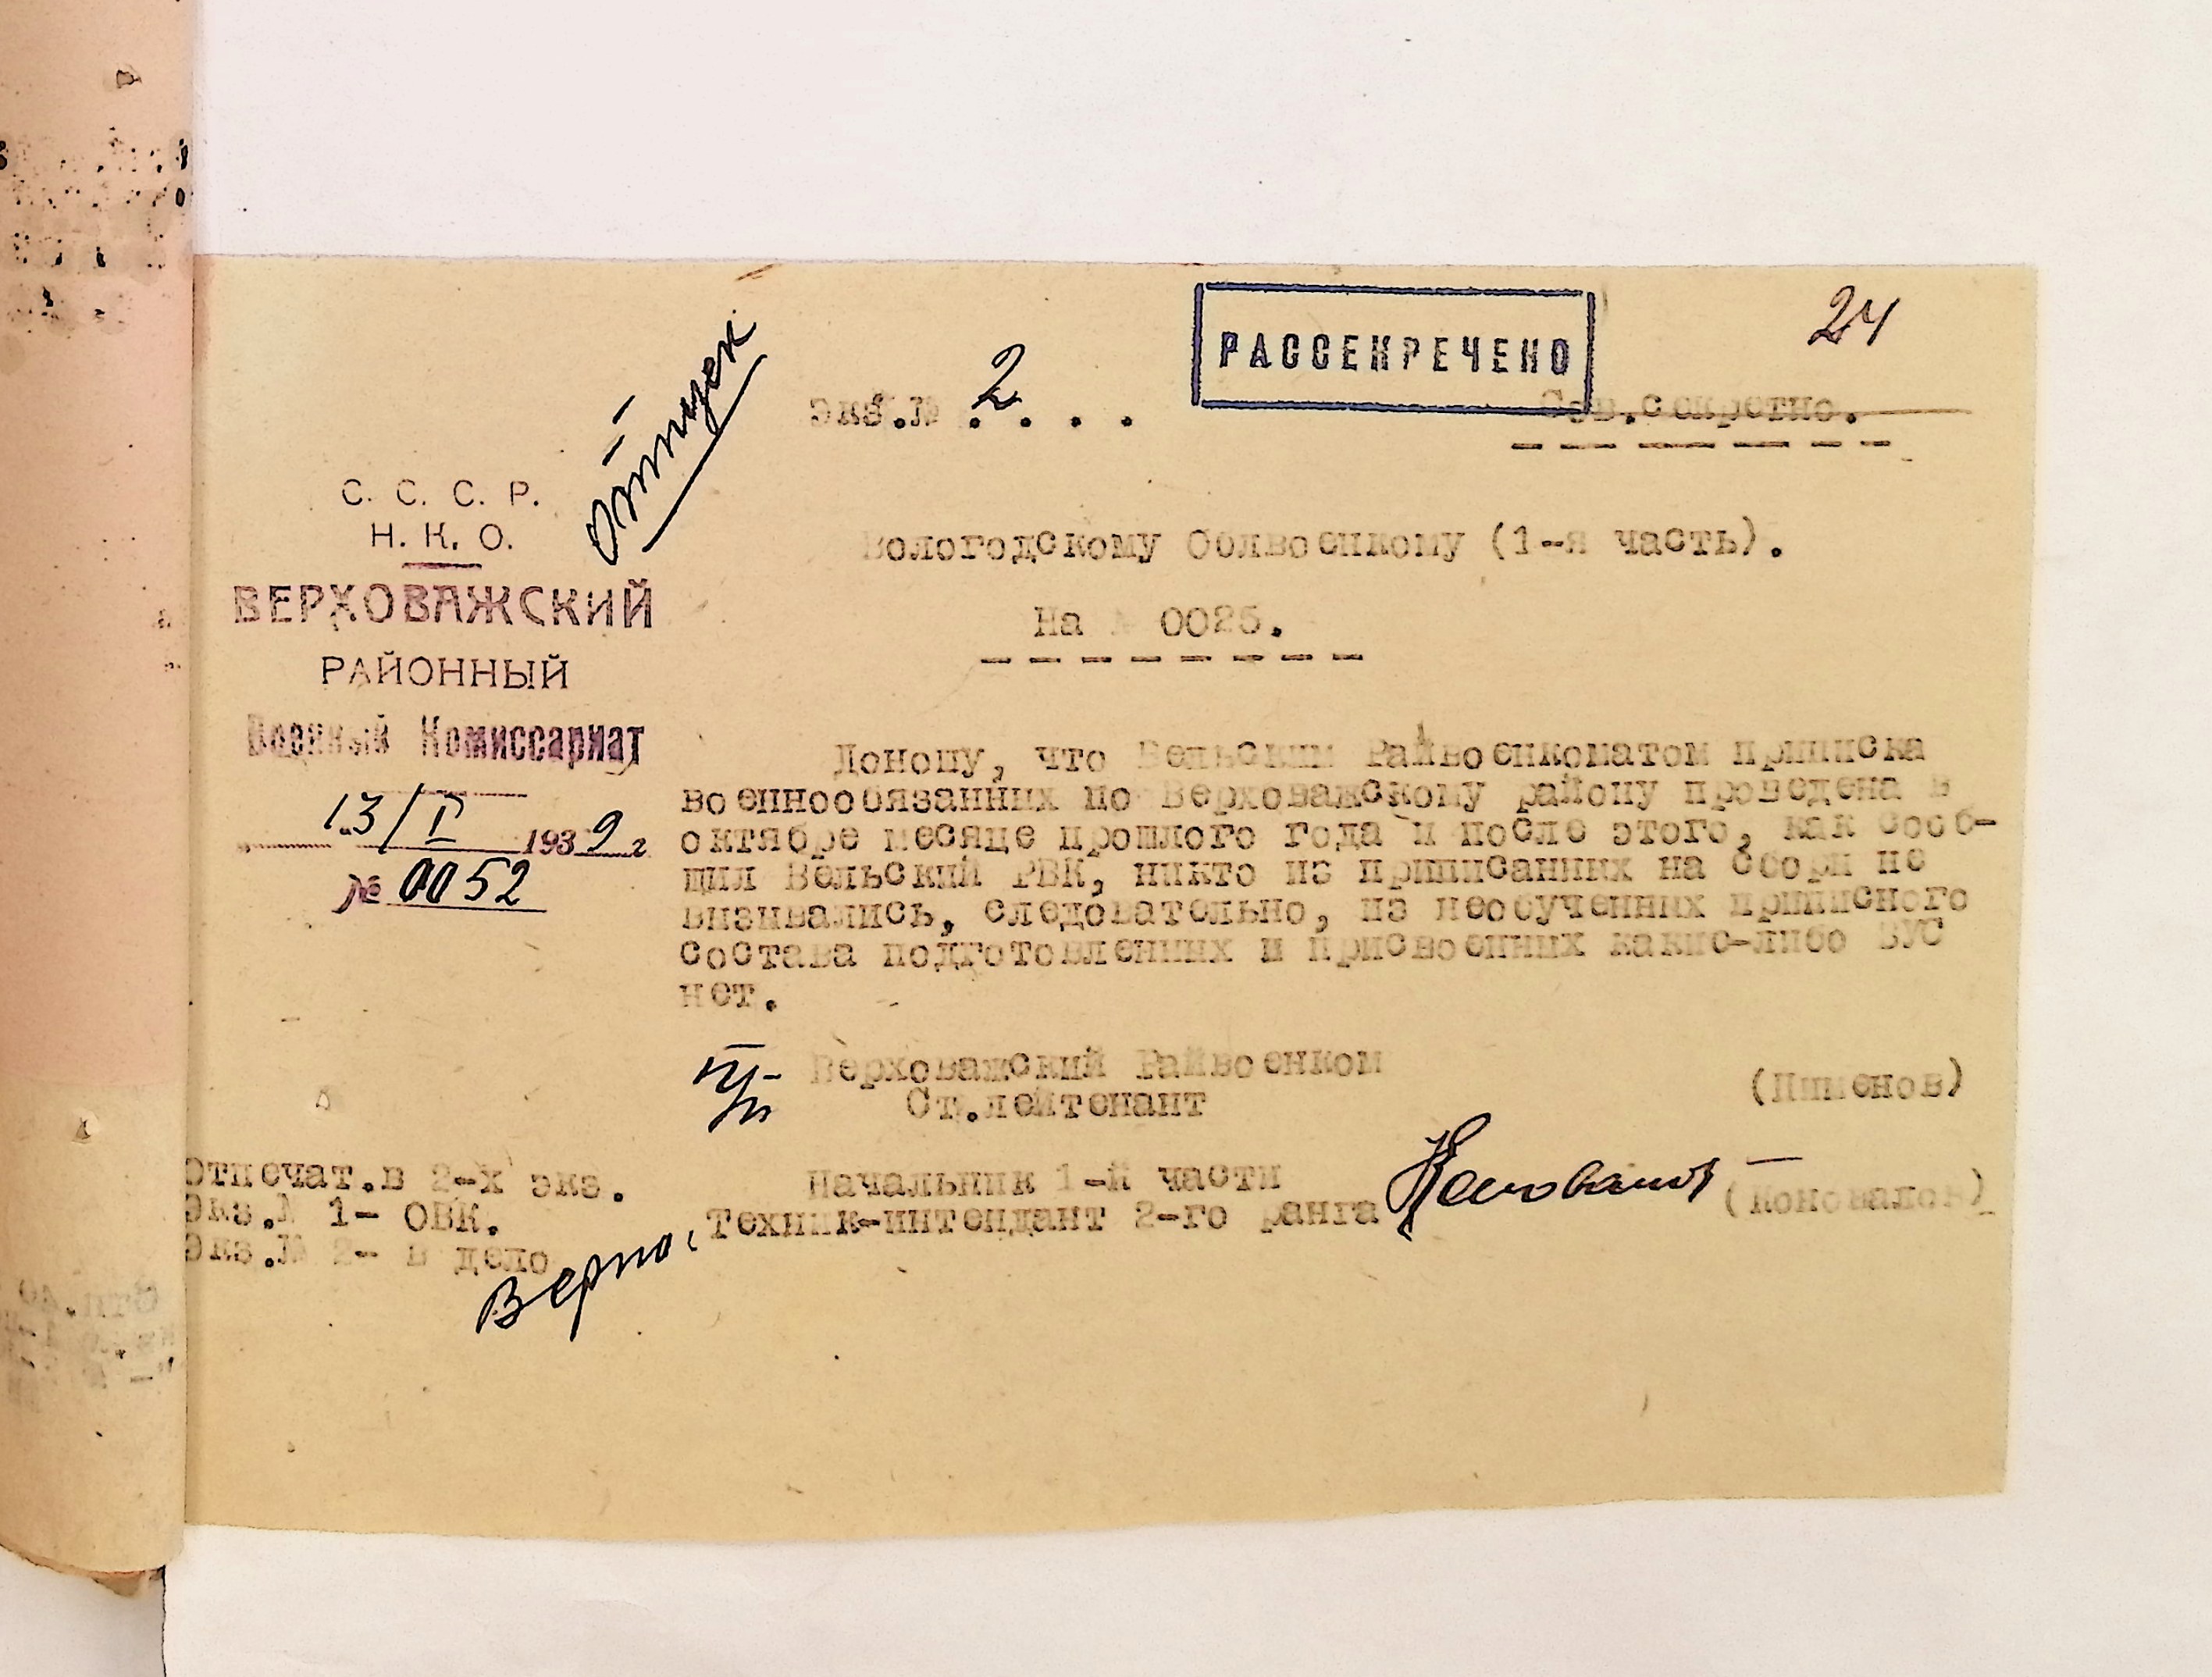 24
РАССЕКРЕЧЕНО
Экз.№ 2...
Сов.секретно.
отпуск
С. С. С. Р.
Н. К. О.
ВЕРХОВАЖСКИЙ
РАЙОННЫЙ
Военный Комиссариат
13/I 1939 г
№ 0052
Вологодскому Облвоенкому (1-я часть).
На № 0025.
Доношу, что Вельским Райвоенкоматом приписка
военнообязанных по Верховажскому району проведена в
октябре месяце прошлого года и после этого, как сооб-
щил Вельский РВК, никто из приписанных на сборы не
вызывались, следовательно, из необученных приписного
состава подготовленных и присвоенных какие-либо ВУС
нет.
Верховажский Райвоенком
Ст.лейтенант
(Пименов)
Начальник 1-й части
Техник-интендант 2-го ранга
Коновалов
(Коновалов)
Отпечат.в 2-х экз.
Экз.№ 1- ОВК.
Экз.№ 2- в дело
Верно: